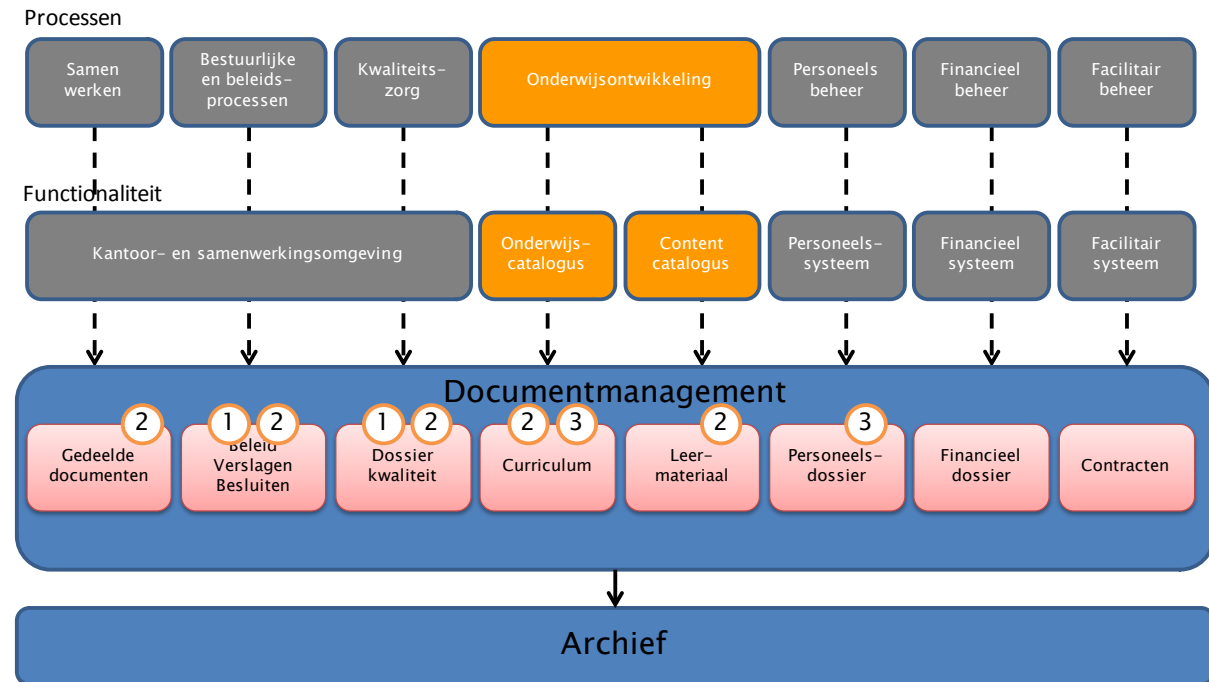 Processen
Samen
werken
Bestuurlijke
en beleids-
processen
Kwaliteits-
zorg
Onderwijsontwikkeling
Personeels
beheer
Financieel
beheer
Facilitair
beheer
Functionaliteit
Kantoor- en samenwerkingsomgeving
Onderwijs-
catalogus
Content
catalogus
Personeels-
systeem
Financieel
systeem
Facilitair
systeem
Documentmanagement
2
Gedeelde
documenten
1
2
Beleid
Verslagen
Besluiten
1
2
Dossier
kwaliteit
2
3
Curriculum
2
Leer-
materiaal
3
Personeels-
dossier
Financieel
dossier
Contracten
Archief